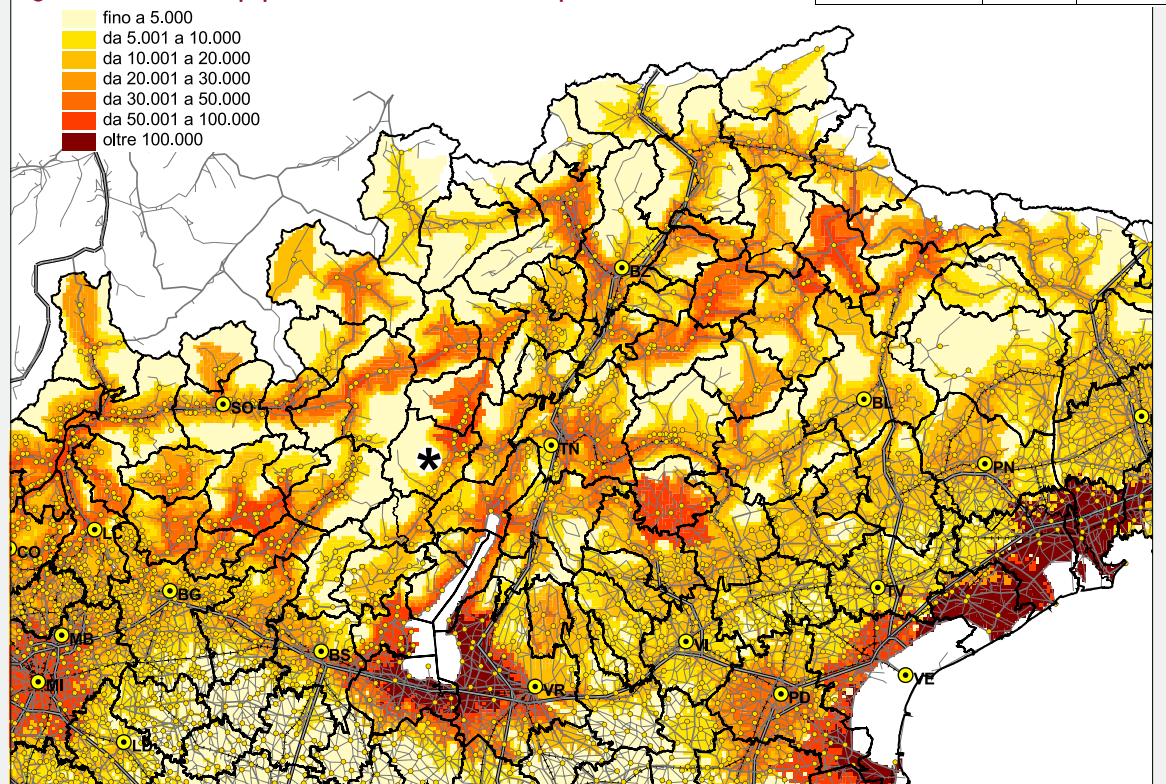 fino a 5.000
da 5.001 a 10.000
da 10.001 a 20.000
da 20.001 a 30.000
da 30.001 a 50.000
da 50.001 a 100.000
oltre 100.000
BZ
SO
BL
*
TN
PN
LC
CO
BG
TV
MB
BS
VI
MI
VR
PD
VE
LD